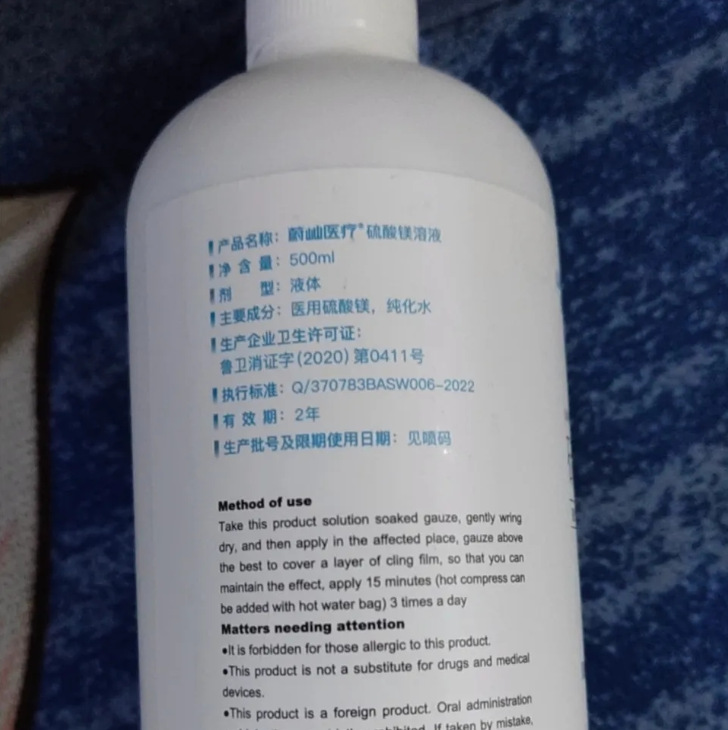 产品名称：蔚屾医疗®硫酸镁溶液
净 含 量：500ml
剂 型：液体
主要成分：医用硫酸镁，纯化水
生产企业卫生许可证：
鲁卫消证字(2020)第0411号
执行标准：Q/370783BASW006-2022
有 效 期：2年
生产批号及限期使用日期：见喷码
Method of use
Take this product solution soaked gauze, gently wring
dry, and then apply in the affected place, gauze above
the best to cover a layer of cling film, so that you can
maintain the effect, apply 15 minutes (hot compress can
be added with hot water bag) 3 times a day
Matters needing attention
•It is forbidden for those allergic to this product.
•This product is not a substitute for drugs and medical
devices.
•This product is a foreign product. Oral administration
If taken by mistake,